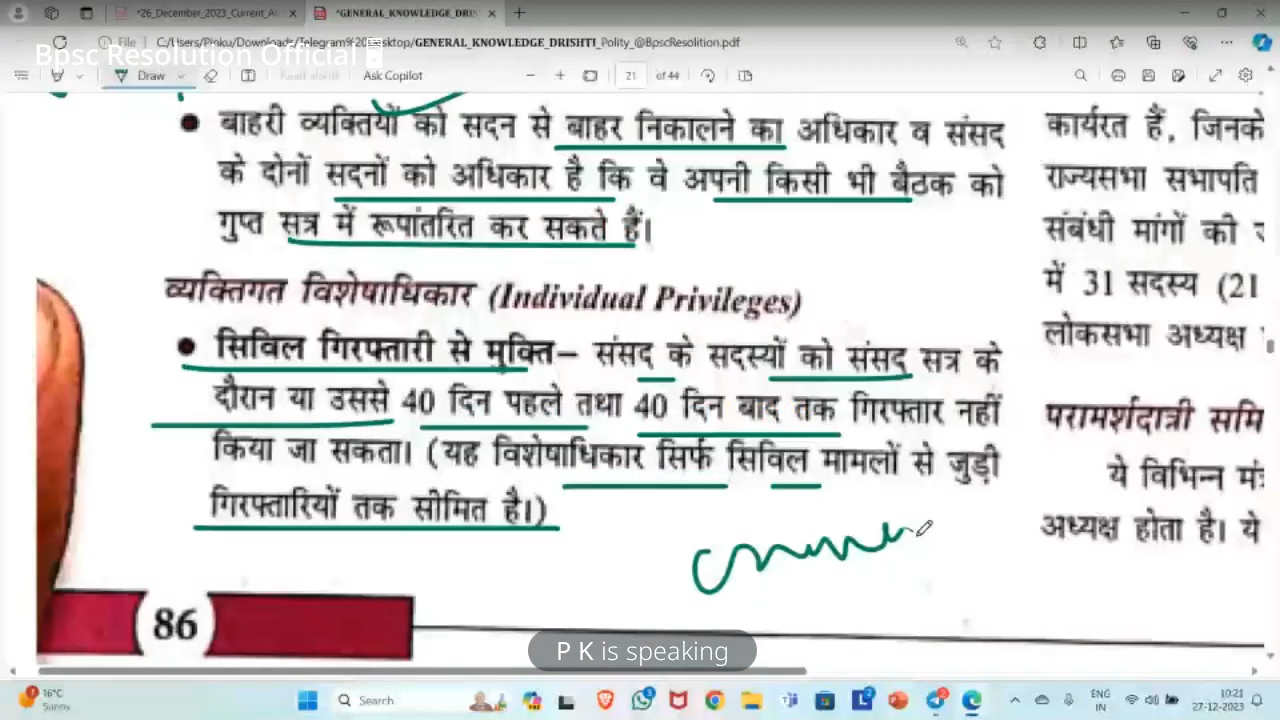 *26_December_2023_Current_A
*GENERAL_KNOWLEDGE_DRIS
File
C:/Users/Pinku/Downloads/Telegram%20Desktop/GENERAL_KNOWLEDGE_DRISHTI_Polity_@BpscResolition.pdf
Bpsc Resolution Official
Draw
Read aloud
Ask Copilot
21
of 44
बाहरी व्यक्तियों को सदन से बाहर निकालने का अधिकार व संसद
के दोनों सदनों को अधिकार है कि वे अपनी किसी भी बैठक को
गुप्त सत्र में रूपांतरित कर सकते हैं।
व्यक्तिगत विशेषाधिकार (Individual Privileges)
सिविल गिरफ्तारी से मुक्ति– संसद के सदस्यों को संसद सत्र के
दौरान या उससे 40 दिन पहले तथा 40 दिन बाद तक गिरफ्तार नहीं
किया जा सकता। (यह विशेषाधिकार सिर्फ सिविल मामलों से जुड़ी
गिरफ्तारियों तक सीमित है।)
86
कार्यरत हैं, जिनके
राज्यसभा सभापति
संबंधी मांगों की
में 31 सदस्य (21
लोकसभा अध्यक्ष
परामर्शदात्री समि
ये विभिन्न
अध्यक्ष होता है। ये
P K is speaking
16°C
Sunny
Search
ENG
IN
10:21
27-12-2023